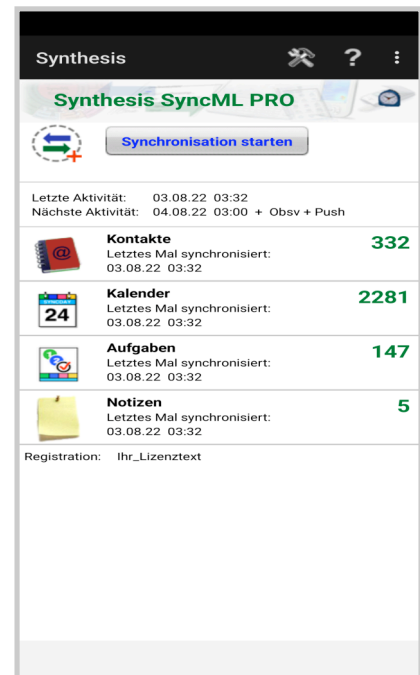 Synthesis
?
Synthesis SyncML PRO
Synchronisation starten
Letzte Aktivität: 03.08.22 03:32
Nächste Aktivität: 04.08.22 03:00 + Obsv + Push
@
Kontakte
332
Letztes Mal synchronisiert:
03.08.22 03:32
24
Kalender
2281
Letztes Mal synchronisiert:
03.08.22 03:32
Aufgaben
147
Letztes Mal synchronisiert:
03.08.22 03:32
Notizen
5
Letztes Mal synchronisiert:
03.08.22 03:32
Registration: Ihr_Lizenztext